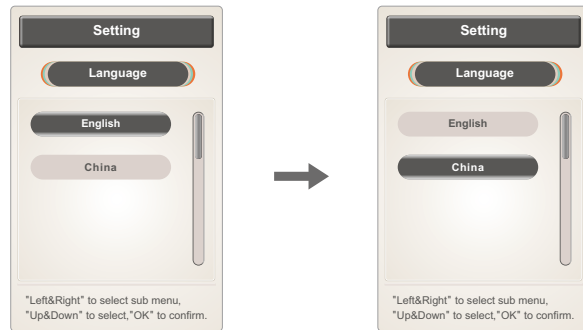 Setting
Language
English
China
"Left&Right" to select sub menu,
"Up&Down" to select,"OK" to confirm.
Setting
Language
English
China
"Left&Right" to select sub menu,
"Up&Down" to select,"OK" to confirm.